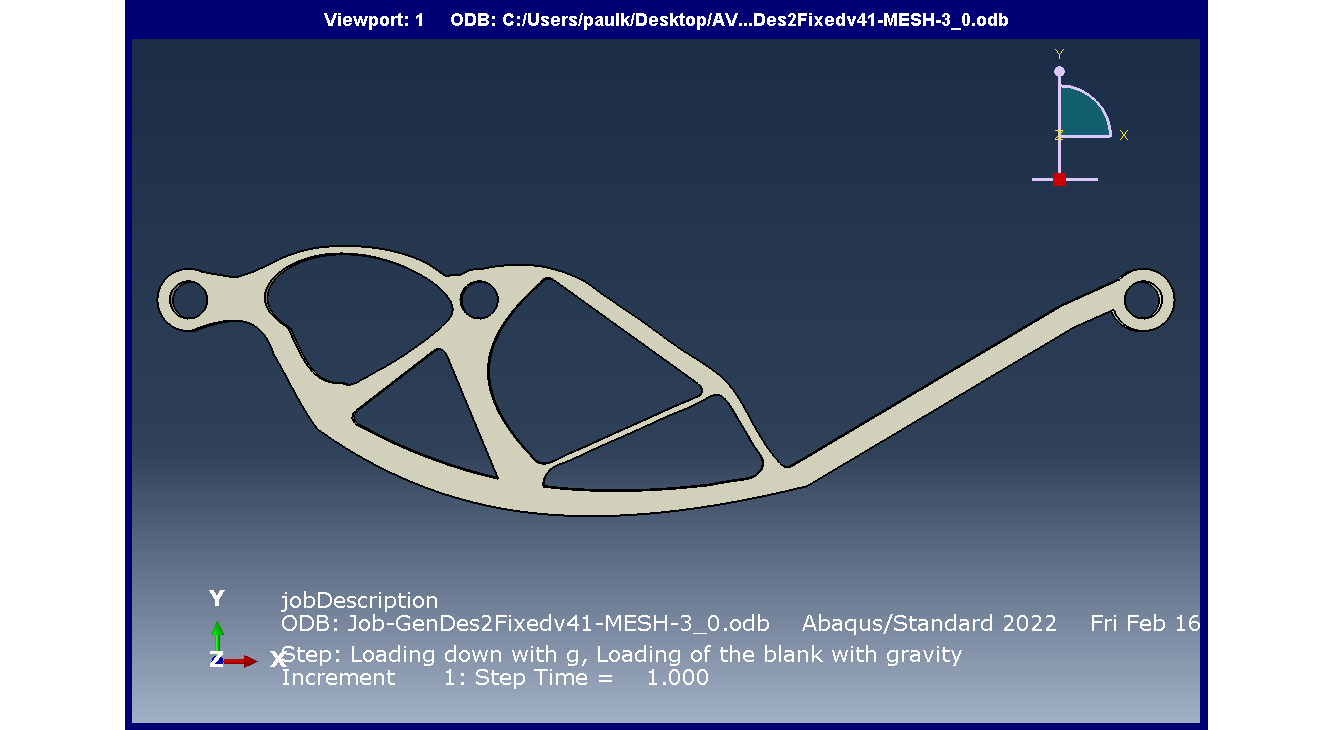 Viewport: 1 ODB: C:/Users/paulk/Desktop/AV...Des2Fixedv41-MESH-3_0.odb
Y
Z X
jobDescription
Y
ODB: Job-GenDes2Fixedv41-MESH-3_0.odb Abaqus/Standard 2022 Fri Feb 16
Z X
Step: Loading down with g, Loading of the blank with gravity
Increment 1: Step Time = 1.000